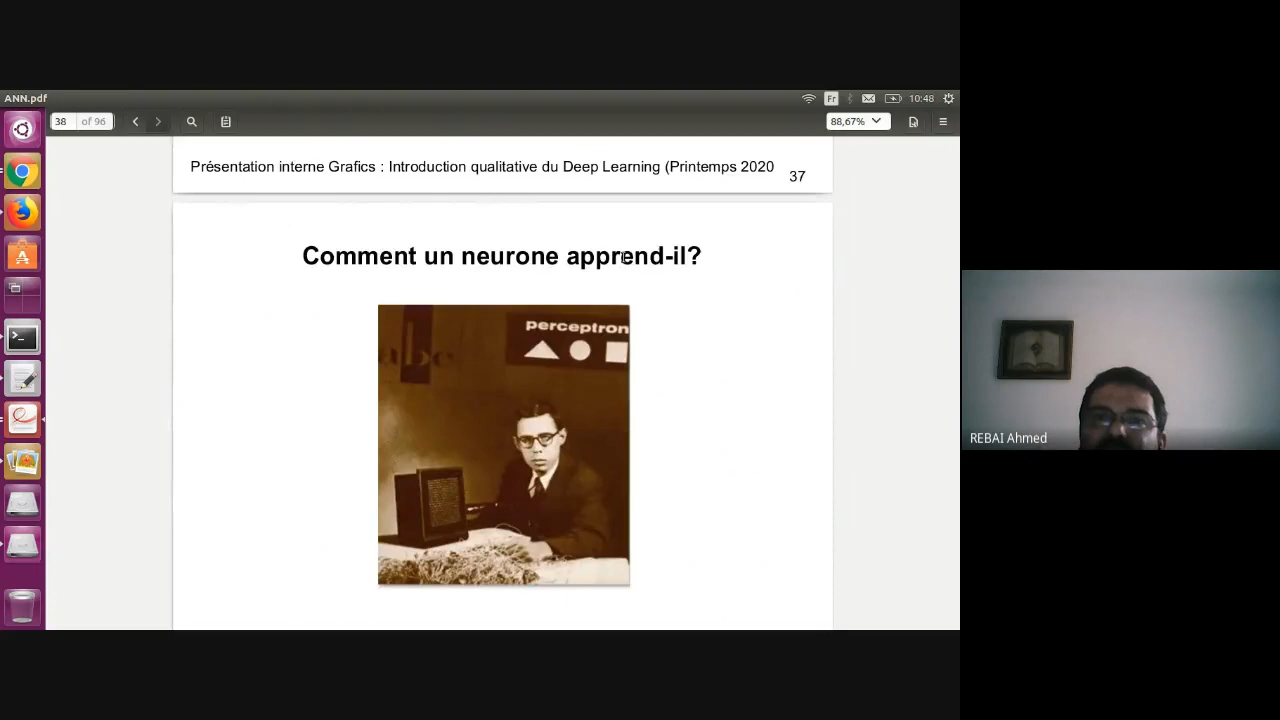 ANN.pdf
Fr
10:48
38
of 96
88,67%
Présentation interne Grafics : Introduction qualitative du Deep Learning (Printemps 2020
37
Comment un neurone apprend-il?
abc
perceptron
REBAI Ahmed